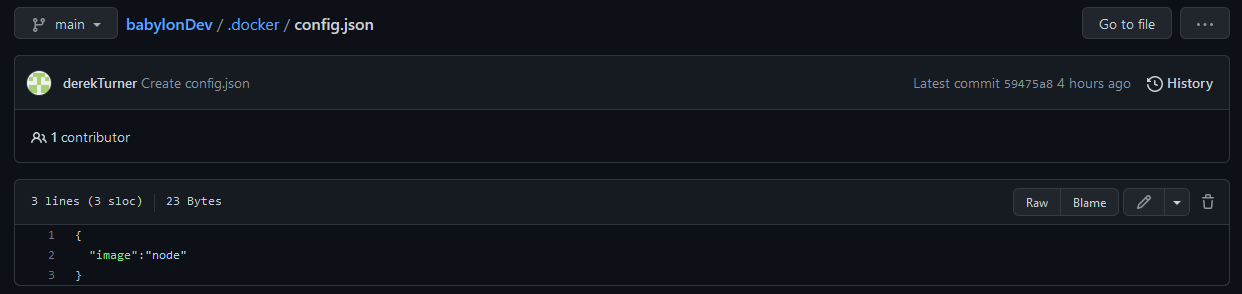 main babylonDev / .docker / config.json Go to file ...
derekTurner Create config.json Latest commit 59475a8 4 hours ago History
1 contributor
3 lines (3 sloc) 23 Bytes Raw Blame
1 {
2 "image":"node"
3 }